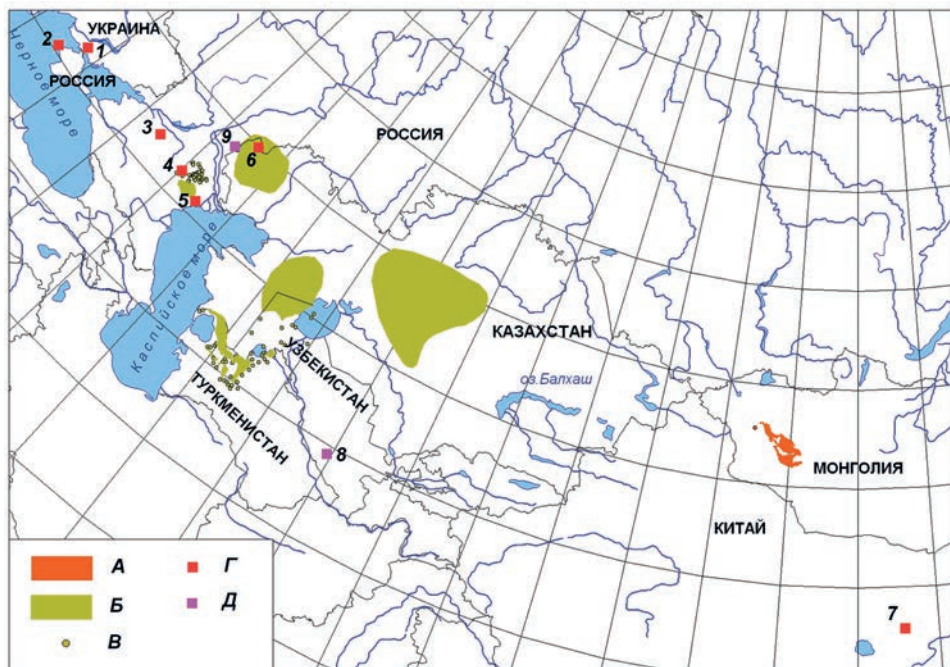 УКРАИНА
2
1
Черное море
РОССИЯ
3
9
6
РОССИЯ
4
5
Каспийское море
КАЗАХСТАН
УЗБЕКИСТАН
оз.Балхаш
ТУРКМЕНИСТАН
8
МОНГОЛИЯ
КИТАЙ
7
А
Г
Б
Д
В